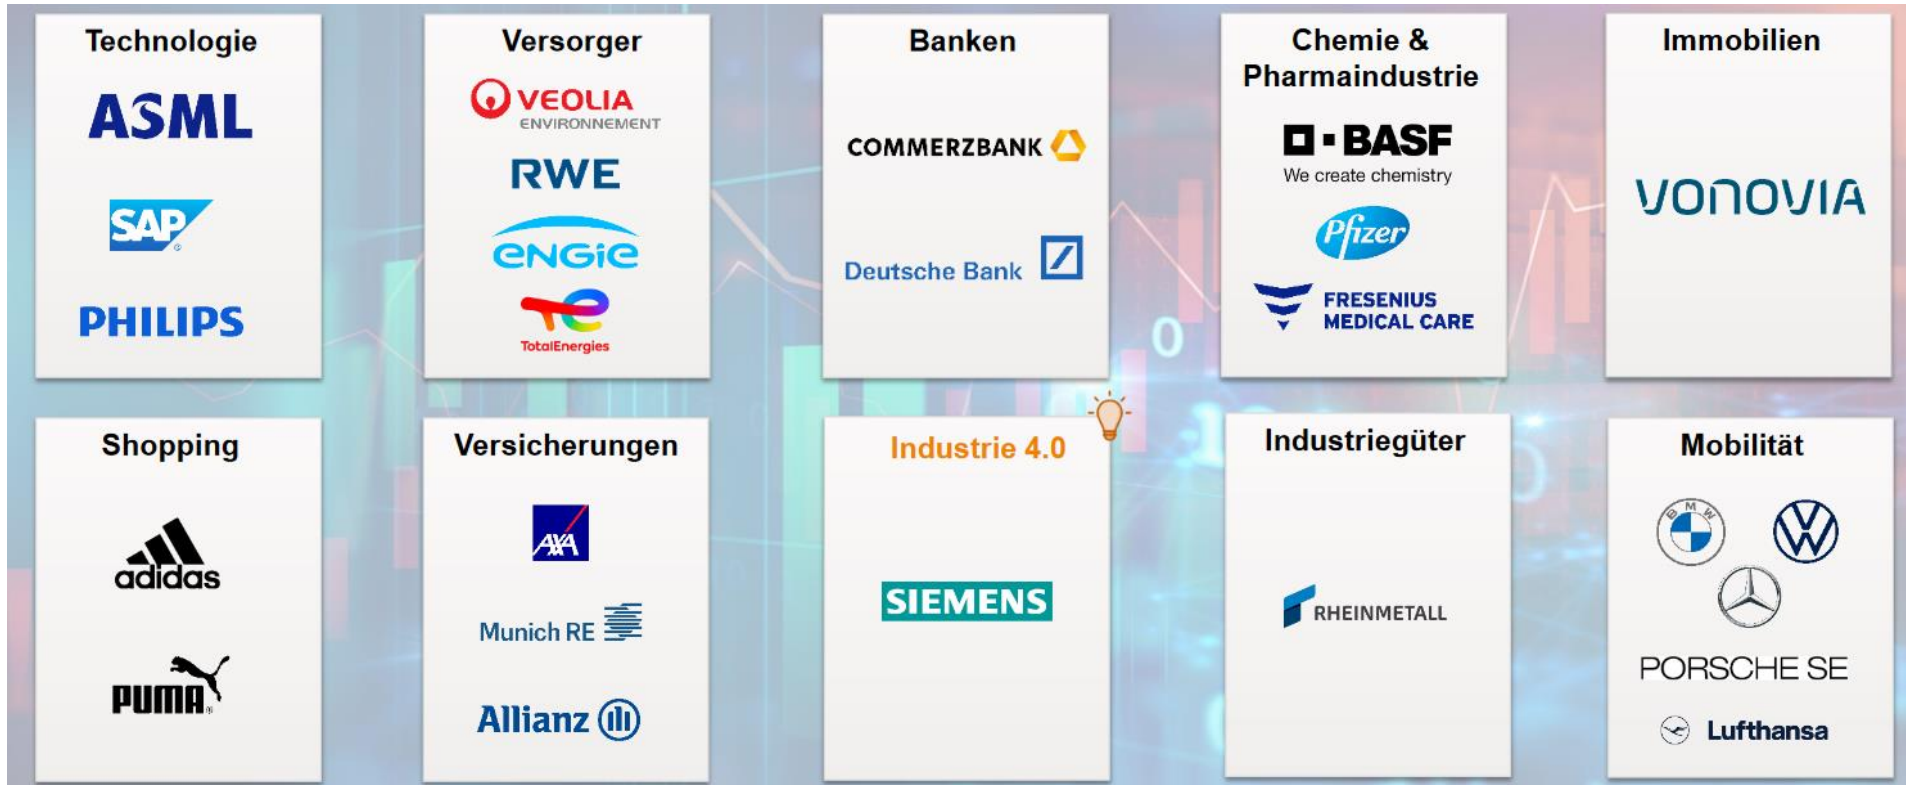 Technologie
ASML
SAP
®
PHILIPS
Versorger
VEOLIA
ENVIRONNEMENT
RWE
ENGIE
TotalEnergies
Banken
COMMERZBANK
Deutsche Bank
Chemie &
Pharmaindustrie
BASF
We create chemistry
Pfizer
FRESENIUS
MEDICAL CARE
Immobilien
VONOVIA
Shopping
adidas
PUMA®
Versicherungen
AXA
Munich RE
Allianz
Industrie 4.0
SIEMENS
Industriegüter
RHEINMETALL
Mobilität
BMW
VW
PORSCHE SE
Lufthansa
0